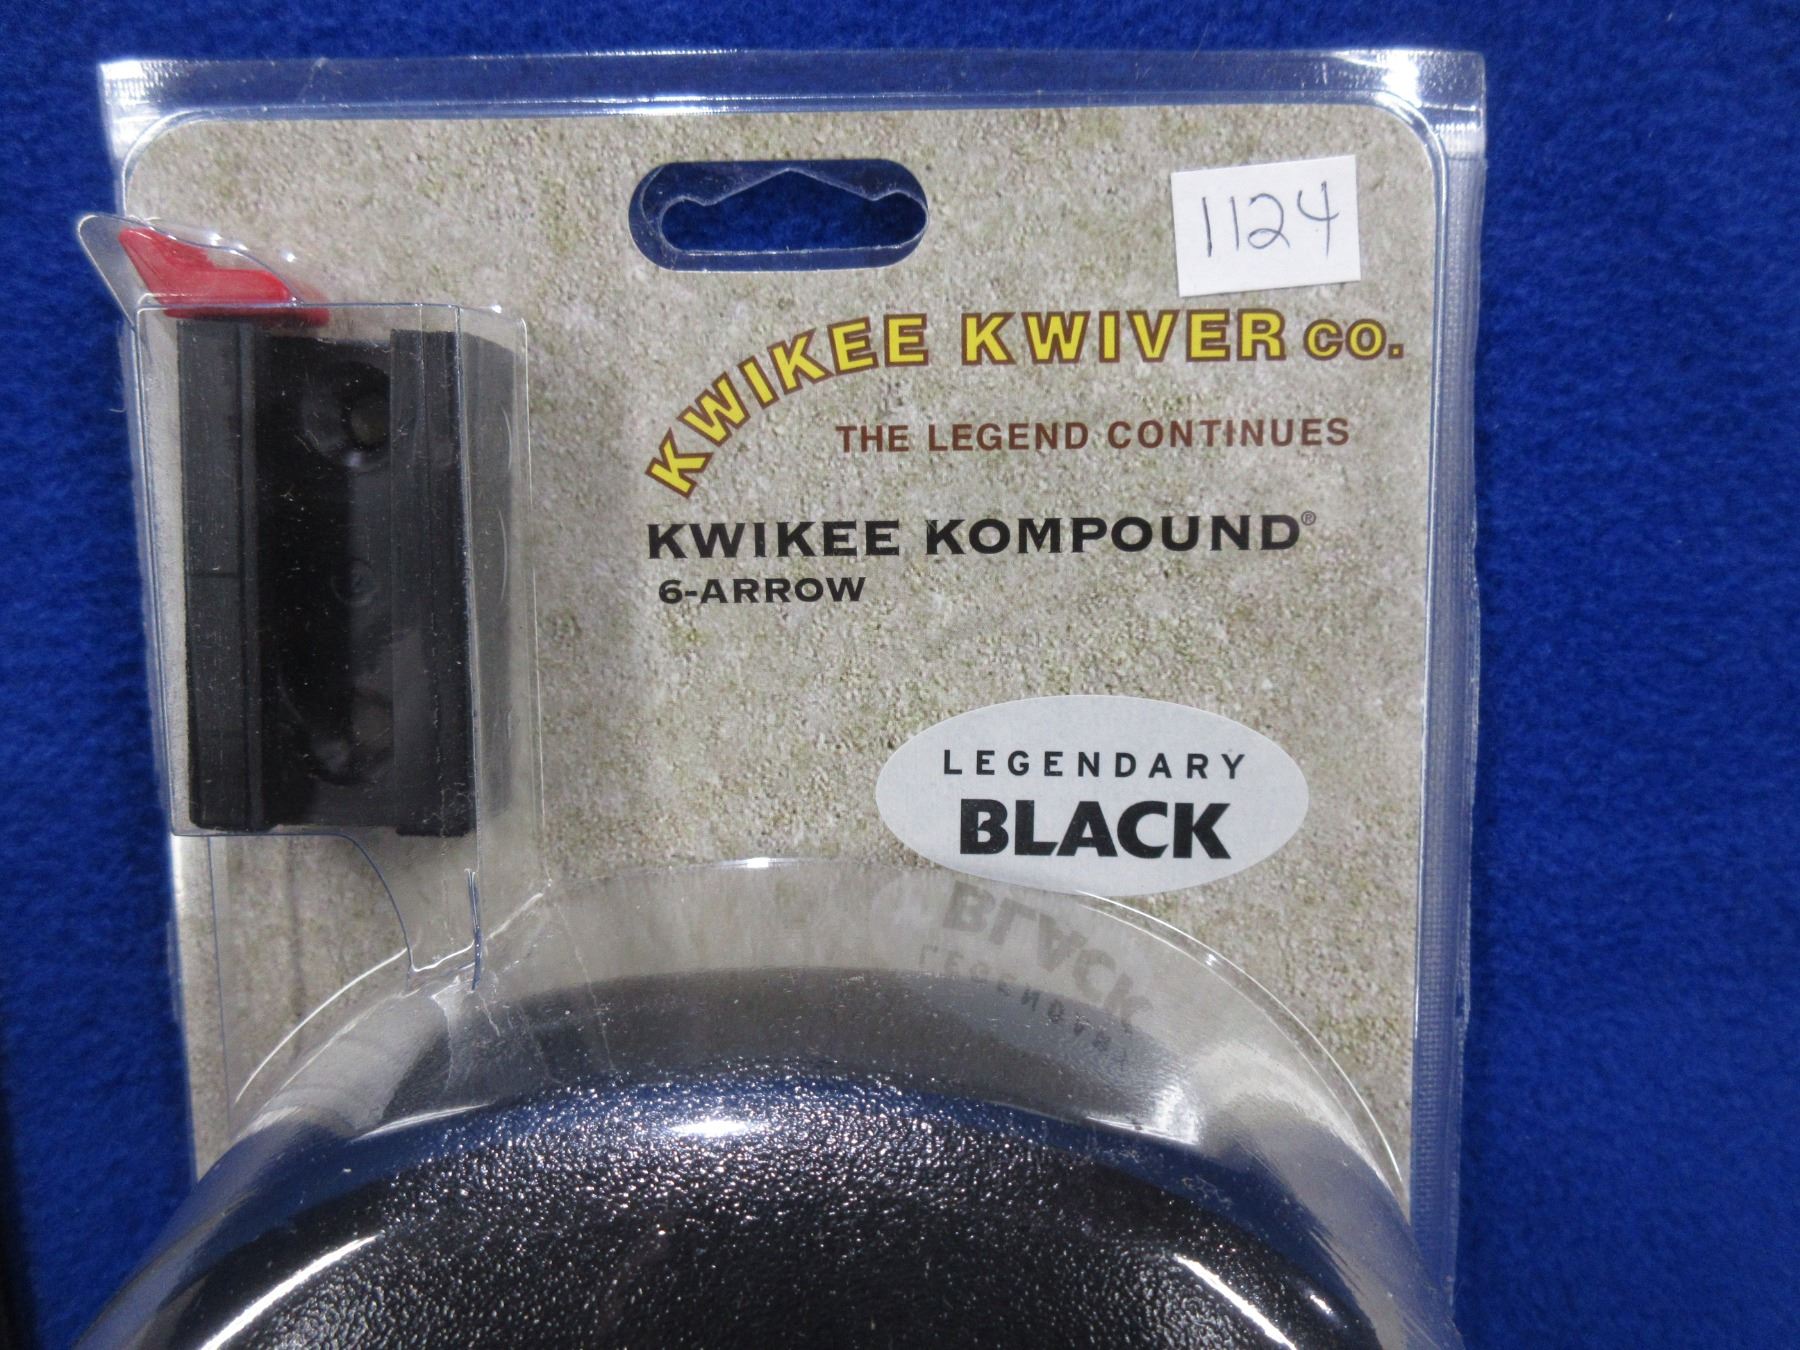 1124
KWIKEE KWIVER CO.
THE LEGEND CONTINUES
KWIKEE KOMPOUND®
6-ARROW
LEGENDARY
BLACK